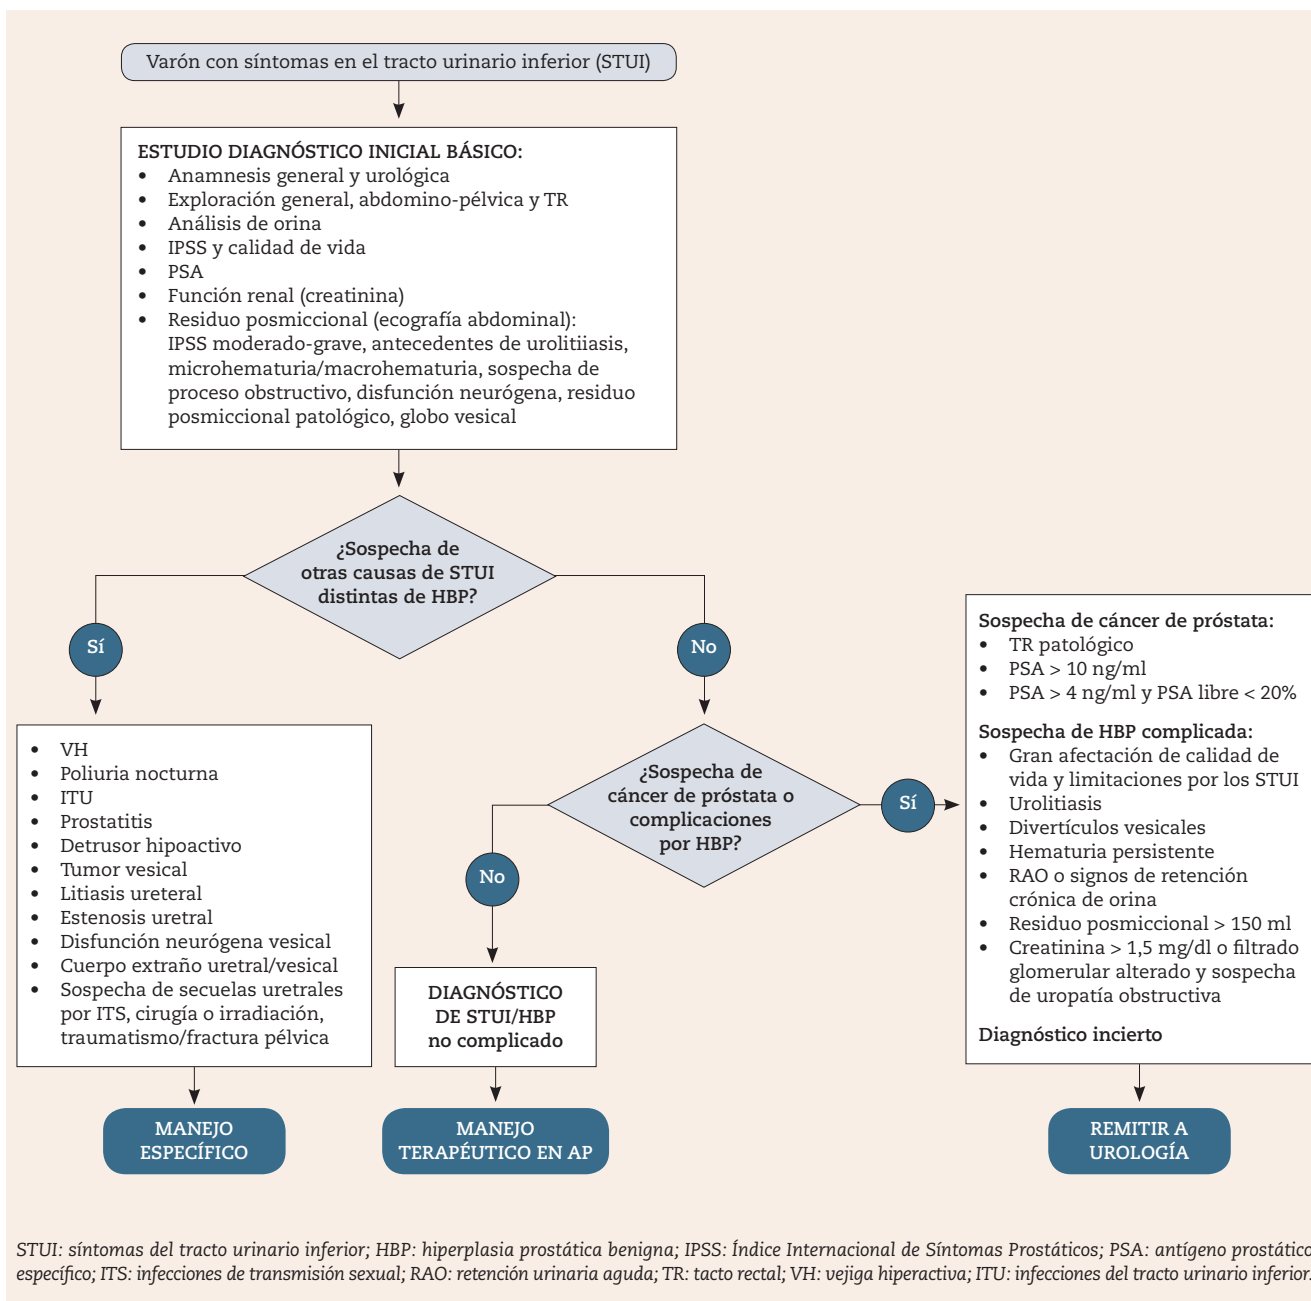 Varón con síntomas en el tracto urinario inferior (STUI)
ESTUDIO DIAGNÓSTICO INICIAL BÁSICO:
• Anamnesis general y urológica
• Exploración general, abdomino-pélvica y TR
• Análisis de orina
• IPSS y calidad de vida
• PSA
• Función renal (creatinina)
• Residuo posmiccional (ecografía abdominal):
IPSS moderado-grave, antecedentes de urolitiiasis,
microhematuria/macrohematuria, sospecha de
proceso obstructivo, disfunción neurógena, residuo
posmiccional patológico, globo vesical
¿Sospecha de
otras causas de STUI
distintas de HBP?
Sí
No
• VH
• Poliuria nocturna
• ITU
• Prostatitis
• Detrusor hipoactivo
• Tumor vesical
• Litiasis ureteral
• Estenosis uretral
• Disfunción neurógena vesical
• Cuerpo extraño uretral/vesical
• Sospecha de secuelas uretrales
por ITS, cirugía o irradiación,
traumatismo/fractura pélvica
MANEJO
ESPECÍFICO
¿Sospecha de
cáncer de próstata o
complicaciones
por HBP?
No
Sí
DIAGNÓSTICO
DE STUI/HBP
no complicado
MANEJO
TERAPÉUTICO EN AP
Sospecha de cáncer de próstata:
• TR patológico
• PSA > 10 ng/ml
• PSA > 4 ng/ml y PSA libre < 20%
Sospecha de HBP complicada:
• Gran afectación de calidad de
vida y limitaciones por los STUI
• Urolitiasis
• Divertículos vesicales
• Hematuria persistente
• RAO o signos de retención
crónica de orina
• Residuo posmiccional > 150 ml
• Creatinina > 1,5 mg/dl o filtrado
glomerular alterado y sospecha
de uropatía obstructiva
Diagnóstico incierto
REMITIR A
UROLOGÍA
STUI: síntomas del tracto urinario inferior; HBP: hiperplasia prostática benigna; IPSS: Índice Internacional de Síntomas Prostáticos; PSA: antígeno prostático
específico; ITS: infecciones de transmisión sexual; RAO: retención urinaria aguda; TR: tacto rectal; VH: vejiga hiperactiva; ITU: infecciones del tracto urinario inferior.